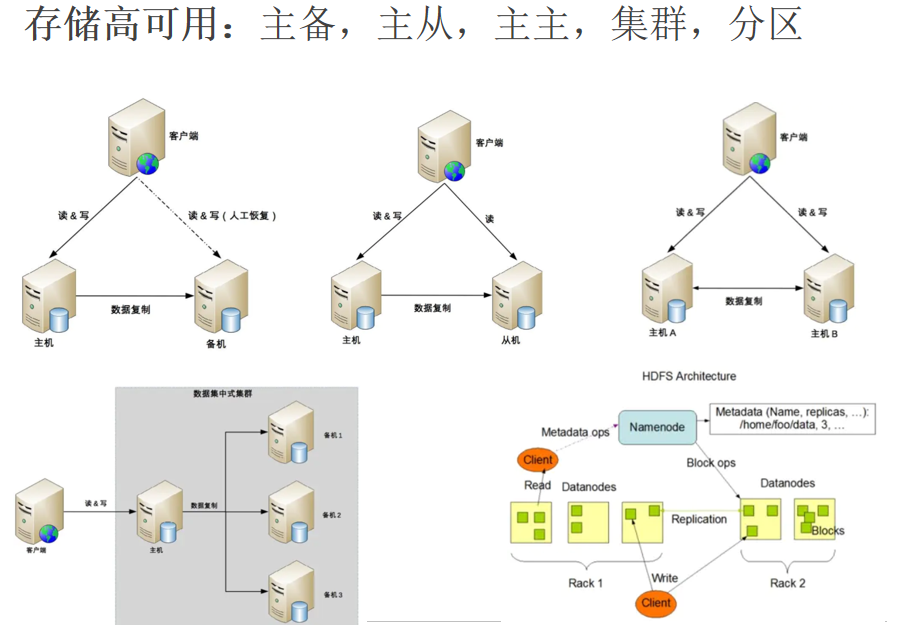 存储高可用：主备，主从，主主，集群，分区
客户端
读 & 写
读 & 写（人工恢复）
数据复制
主机
备机
客户端
读 & 写
读
数据复制
主机
从机
客户端
读 & 写
读 & 写
数据复制
主机 A
主机 B
数据集中式集群
客户端
读 & 写
主机
数据复制
备机 1
备机 2
备机 3
HDFS Architecture
Metadata ops
Namenode
Metadata (Name, replicas, ...):
/home/foo/data, 3, ...
Client
Block ops
Read
Datanodes
Datanodes
Replication
Blocks
Rack 1
Write
Rack 2
Client